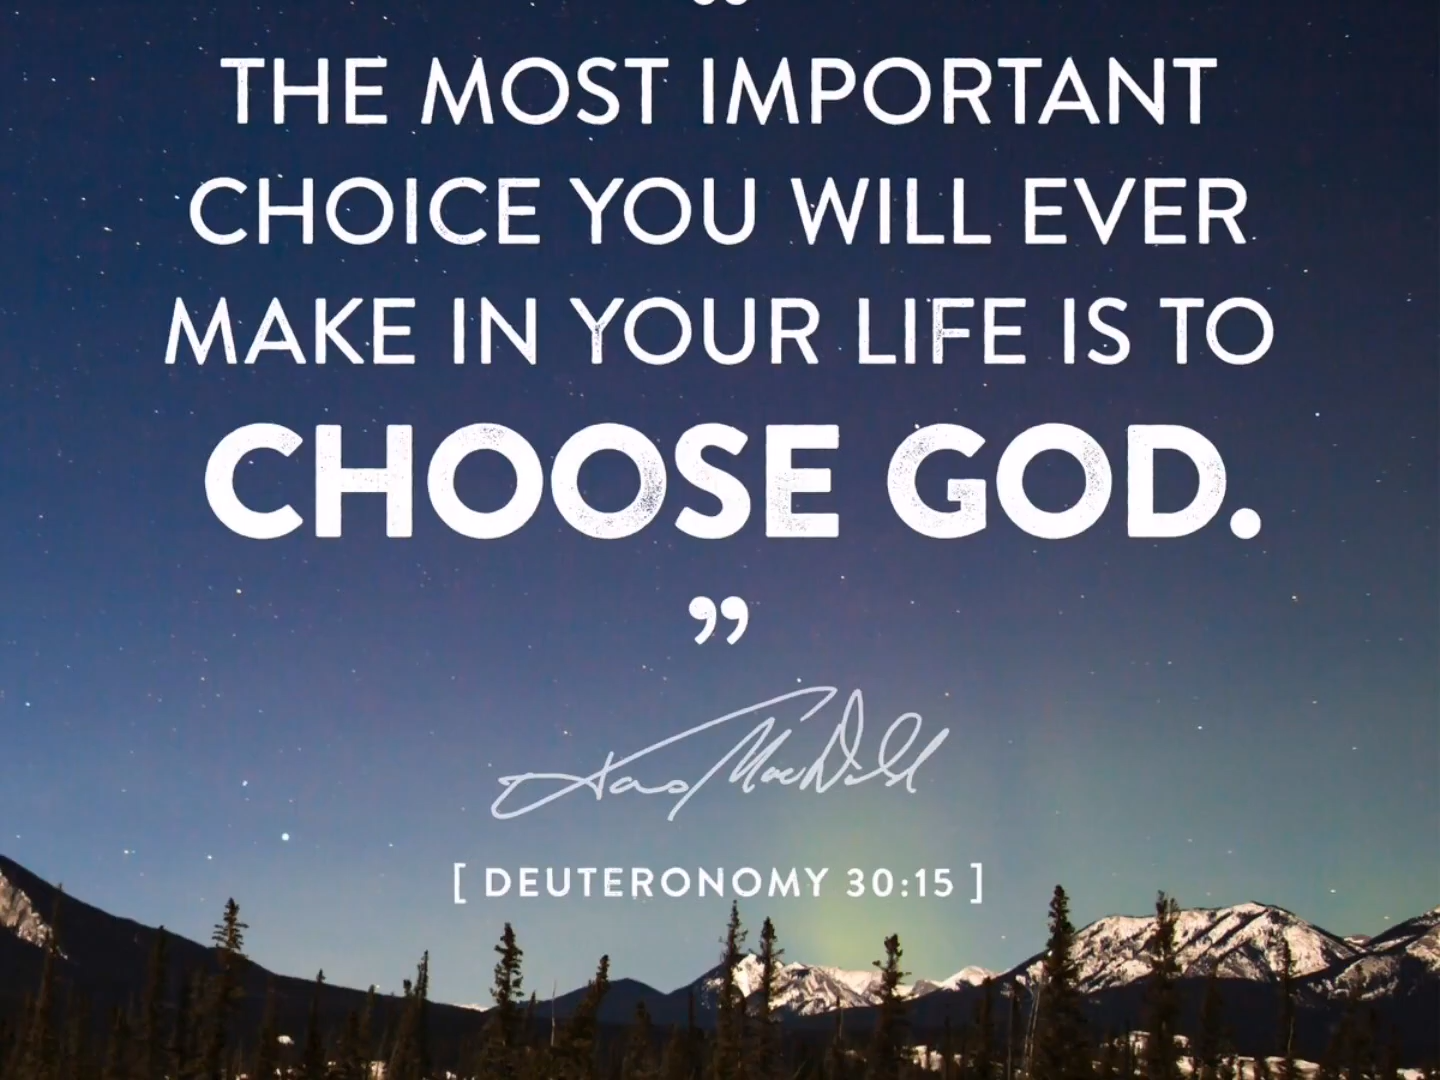 “
THE MOST IMPORTANT
CHOICE YOU WILL EVER
MAKE IN YOUR LIFE IS TO
CHOOSE GOD.
”
[ DEUTERONOMY 30:15 ]